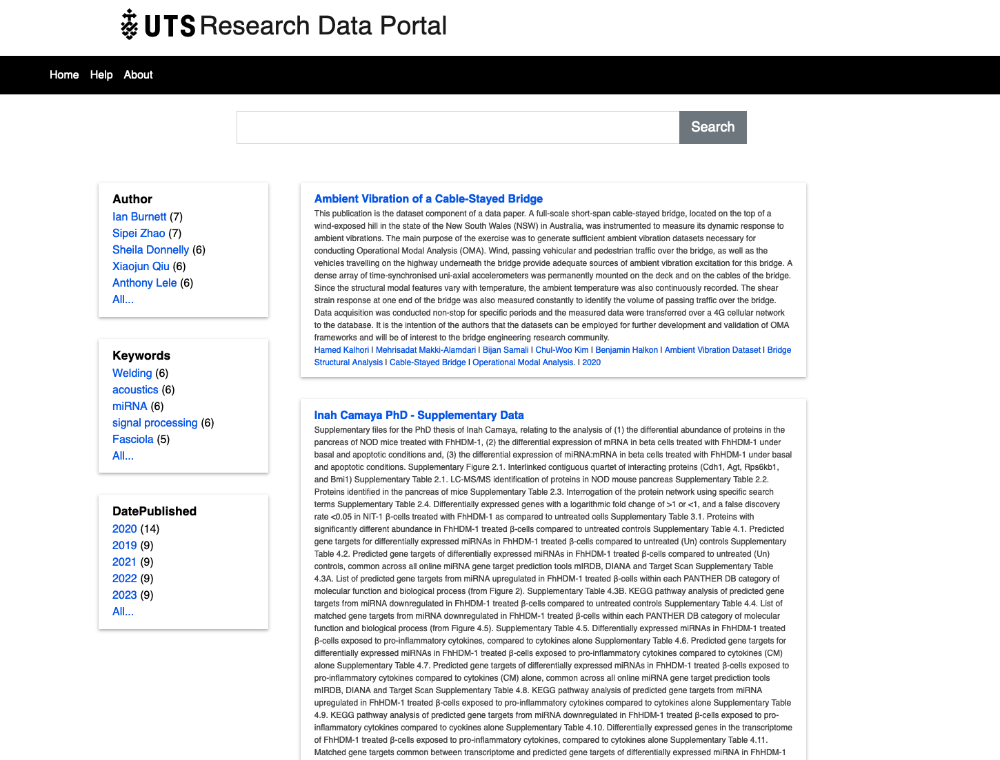 UTS Research Data Portal
Home Help About
Search
Author
Ian Burnett (7)
Sipei Zhao (7)
Sheila Donnelly (6)
Xiaojun Qiu (6)
Anthony Lele (6)
All...
Keywords
Welding (6)
acoustics (6)
miRNA (6)
signal processing (6)
Fasciola (5)
All...
DatePublished
2020 (14)
2019 (9)
2021 (9)
2022 (9)
2023 (9)
All...
Ambient Vibration of a Cable-Stayed Bridge
This publication is the dataset component of a data paper. A full-scale short-span cable-stayed bridge, located on the top of a
wind-exposed hill in the state of the New South Wales (NSW) in Australia, was instrumented to measure its dynamic response to
ambient vibrations. The main purpose of the exercise was to generate sufficient ambient vibration datasets necessary for
conducting Operational Modal Analysis (OMA). Wind, passing vehicular and pedestrian traffic over the bridge, as well as the
vehicles travelling on the highway underneath the bridge provide adequate sources of ambient vibration excitation for this bridge. A
dense array of time-synchronised uni-axial accelerometers was permanently mounted on the deck and on the cables of the bridge.
Since the structural modal features vary with temperature, the ambient temperature was also continuously recorded. The shear
strain response at one end of the bridge was also measured constantly to identify the volume of passing traffic over the bridge.
Data acquisition was conducted non-stop for specific periods and the measured data were transferred over a 4G cellular network
to the database. It is the intention of the authors that the datasets can be employed for further development and validation of OMA
frameworks and will be of interest to the bridge engineering research community.
Hamed Kalhori | Mehrisadat Makki-Alamdari | Bijan Samali | Chul-Woo Kim | Benjamin Halkon | Ambient Vibration Dataset | Bridge
Structural Analysis | Cable-Stayed Bridge | Operational Modal Analysis. | 2020
Inah Camaya PhD - Supplementary Data
Supplementary files for the PhD thesis of Inah Camaya, relating to the analysis of (1) the differential abundance of proteins in the
pancreas of NOD mice treated with FhHDM-1, (2) the differential expression of mRNA in beta cells treated with FhHDM-1 under
basal and apoptotic conditions and, (3) the differential expression of miRNA:mRNA in beta cells treated with FhHDM-1 under basal
and apoptotic conditions. Supplementary Figure 2.1. Interlinked contiguous quartet of interacting proteins (Cdh1, Agt, Rps6kb1,
and Bmi1) Supplementary Table 2.1. LC-MS/MS identification of proteins in NOD mouse pancreas Supplementary Table 2.2.
Proteins identified in the pancreas of mice Supplementary Table 2.3. Interrogation of the protein network using specific search
terms Supplementary Table 2.4. Differentially expressed genes with a logarithmic fold change of >1 or <1, and a false discovery
rate <0.05 in NIT-1 β-cells treated with FhHDM-1 as compared to untreated cells Supplementary Table 3.1. Proteins with
significantly different abundance in FhHDM-1 treated β-cells compared to untreated controls Supplementary Table 4.1. Predicted
gene targets for differentially expressed miRNAs in FhHDM-1 treated β-cells compared to untreated (Un) controls Supplementary
Table 4.2. Predicted gene targets of differentially expressed miRNAs in FhHDM-1 treated β-cells compared to untreated (Un)
controls, common across all online miRNA gene target prediction tools mIRDB, DIANA and Target Scan Supplementary Table
4.3A. List of predicted gene targets from miRNA upregulated in FhHDM-1 treated β-cells within each PANTHER DB category of
molecular function and biological process (from Figure 2). Supplementary Table 4.3B. KEGG pathway analysis of predicted gene
targets from miRNA downregulated in FhHDM-1 treated β-cells compared to untreated controls Supplementary Table 4.4. List of
matched gene targets from miRNA downregulated in FhHDM-1 treated β-cells within each PANTHER DB category of molecular
function and biological process (from Figure 4.5). Supplementary Table 4.5. Differentially expressed miRNAs in FhHDM-1 treated
β-cells exposed to pro-inflammatory cytokines, compared to cytokines alone Supplementary Table 4.6. Predicted gene targets for
differentially expressed miRNAs in FhHDM-1 treated β-cells exposed to pro-inflammatory cytokines compared to cytokines (CM)
alone Supplementary Table 4.7. Predicted gene targets of differentially expressed miRNAs in FhHDM-1 treated β-cells exposed to
pro-inflammatory cytokines compared to cytokines (CM) alone, common across all online miRNA gene target prediction tools
mIRDB, DIANA and Target Scan Supplementary Table 4.8. KEGG pathway analysis of predicted gene targets from miRNA
upregulated in FhHDM-1 treated β-cells exposed to pro-inflammatory cytokines compared to cytokines alone Supplementary Table
4.9. KEGG pathway analysis of predicted gene targets from miRNA downregulated in FhHDM-1 treated β-cells exposed to pro-
inflammatory cytokines compared to cyokines alone Supplementary Table 4.10. Differentially expressed genes in the transcriptome
of FhHDM-1 treated β-cells exposed to pro-inflammatory cytokines, compared to cytokines alone Supplementary Table 4.11.
Matched gene targets common between transcriptome and predicted gene targets of differentially expressed miRNA in FhHDM-1